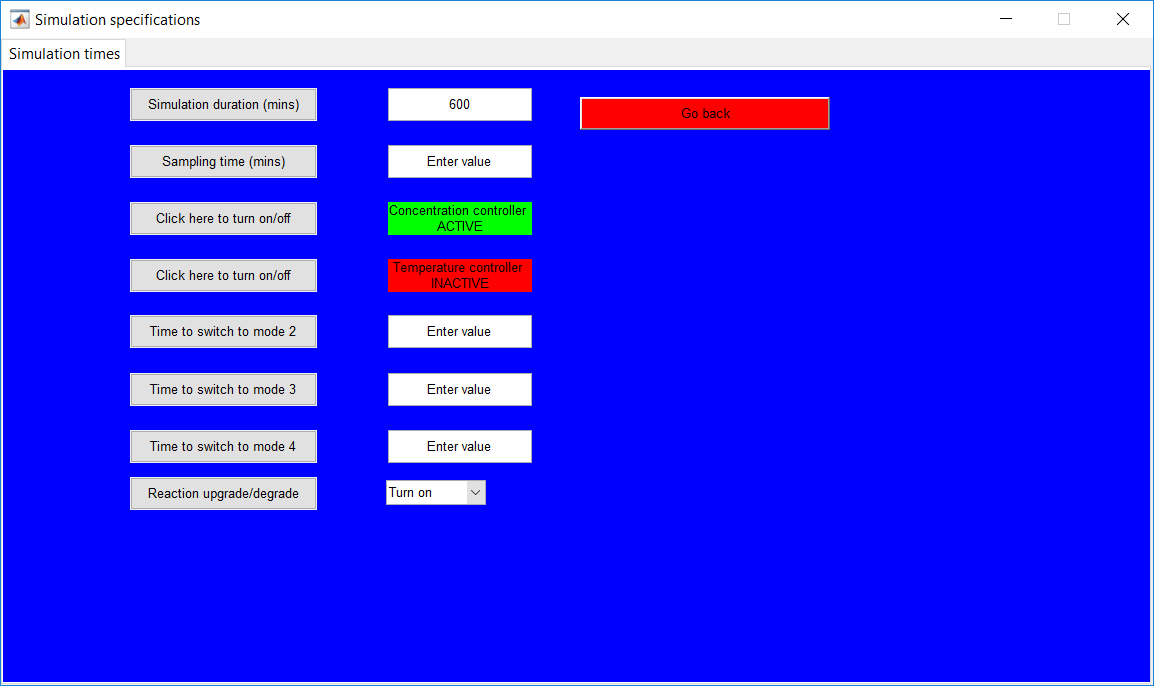 Simulation specifications
Simulation times
Simulation duration (mins)
600
Go back
Sampling time (mins)
Enter value
Click here to turn on/off
Concentration controller
ACTIVE
Click here to turn on/off
Temperature controller
INACTIVE
Time to switch to mode 2
Enter value
Time to switch to mode 3
Enter value
Time to switch to mode 4
Enter value
Reaction upgrade/degrade
Turn on